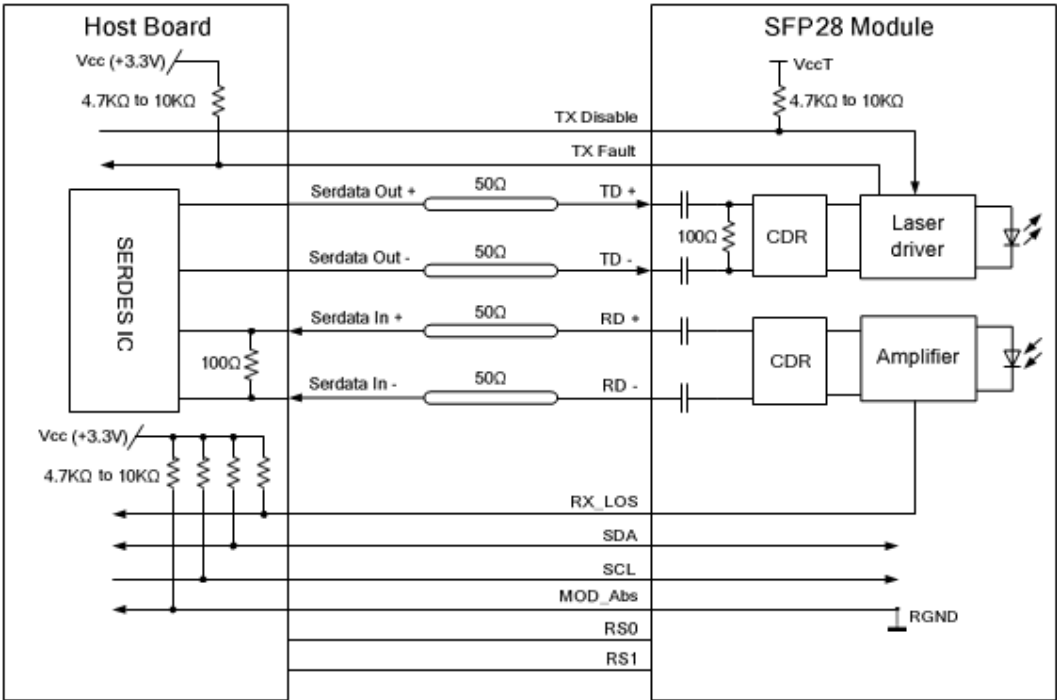 Host Board
SFP28 Module
Vcc (+3.3V)
VccT
4.7KΩ to 10KΩ
4.7KΩ to 10KΩ
TX Disable
TX Fault
Serdata Out +
50Ω
TD +
SERDES IC
100Ω
CDR
Laser
driver
Serdata Out -
50Ω
TD -
Serdata In +
50Ω
RD +
100Ω
CDR
Amplifier
Serdata In -
50Ω
RD -
Vcc (+3.3V)
4.7KΩ to 10KΩ
RX_LOS
SDA
SCL
MOD_Abs
RGND
RS0
RS1